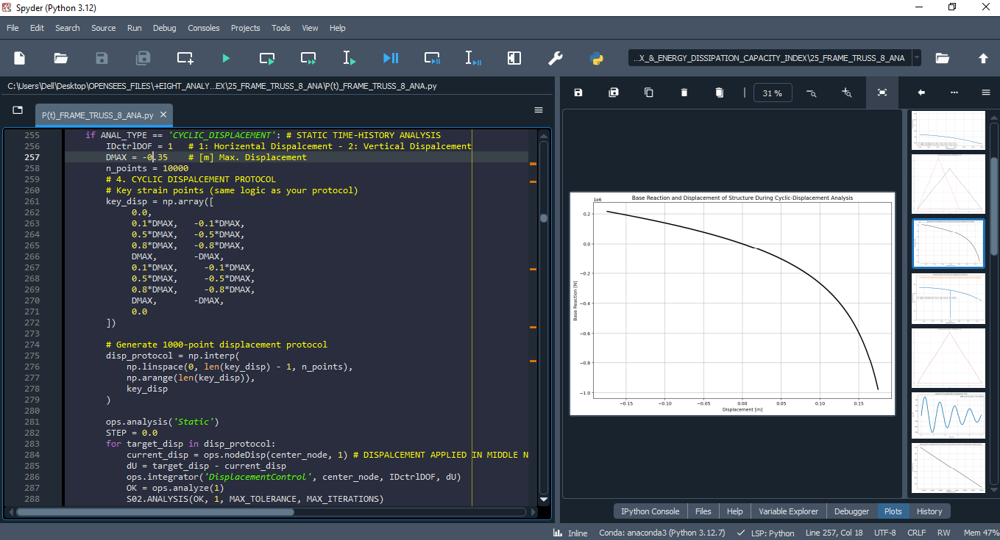 Spyder (Python 3.12)
File Edit Search Source Run Debug Consoles Projects Tools View Help
...X_&_ENERGY_DISSIPATION_CAPACITY_INDEX\25_FRAME_TRUSS_8_ANA
C:\Users\Dell\Desktop\OPENSEES_FILES\+EIGHT_ANALY...EX\25_FRAME_TRUSS_8_ANA\P(t)_FRAME_TRUSS_8_ANA.py
31 %
P(t)_FRAME_TRUSS_8_ANA.py
255 if ANAL_TYPE == 'CYCLIC_DISPLACEMENT': # STATIC TIME-HISTORY ANALYSIS
256 IDctrlDOF = 1 # 1: Horizental Dispalcement - 2: Vertical Dispalcement
257 DMAX = -0.35 # [m] Max. Displacement
258 n_points = 10000
259 # 4. CYCLIC DISPALCEMENT PROTOCOL
260 # Key strain points (same logic as your protocol)
261 key_disp = np.array([
262 0.0,
263 0.1*DMAX, -0.1*DMAX,
264 0.5*DMAX, -0.5*DMAX,
265 0.8*DMAX, -0.8*DMAX,
266 DMAX, -DMAX,
267 0.1*DMAX, -0.1*DMAX,
268 0.5*DMAX, -0.5*DMAX,
269 0.8*DMAX, -0.8*DMAX,
270 DMAX, -DMAX,
271 0.0
272 ])
273
274 # Generate 1000-point displacement protocol
275 disp_protocol = np.interp(
276 np.linspace(0, len(key_disp) - 1, n_points),
277 np.arange(len(key_disp)),
278 key_disp
279 )
280
281 ops.analysis('Static')
282 STEP = 0.0
283 for target_disp in disp_protocol:
284 current_disp = ops.nodeDisp(center_node, 1) # DISPALCEMENT APPLIED IN MIDDLE N
285 dU = target_disp - current_disp
286 ops.integrator('DisplacementControl', center_node, IDctrlDOF, dU)
287 OK = ops.analyze(1)
288 S02.ANALYSIS(OK, 1, MAX_TOLERANCE, MAX_ITERATIONS)
Base Reaction and Displacement of Structure During Cyclic-Displacement Analysis
1e6
0.2
0.0
−0.2
−0.4
−0.6
−0.8
−1.0
Base Reaction [N]
−0.15 −0.10 −0.05 0.00 0.05 0.10 0.15
Displacement [m]
IPython Console Files Help Variable Explorer Debugger Plots History
Inline Conda: anaconda3 (Python 3.12.7) LSP: Python Line 257, Col 18 UTF-8 CRLF RW Mem 47%